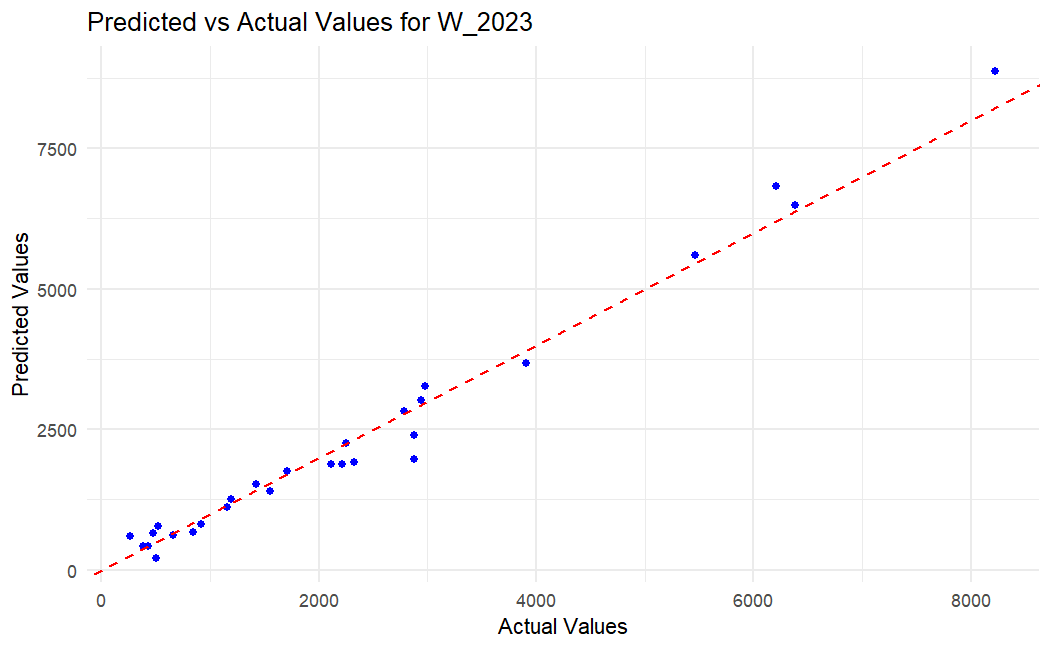 Predicted vs Actual Values for W_2023
Predicted Values
7500
5000
2500
0
0 2000 4000 6000 8000
Actual Values